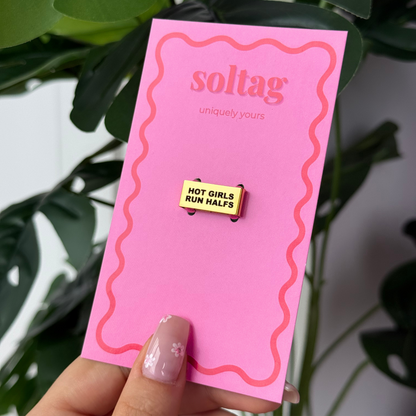 soltag
uniquely yours
HOT GIRLS
RUN HALFS